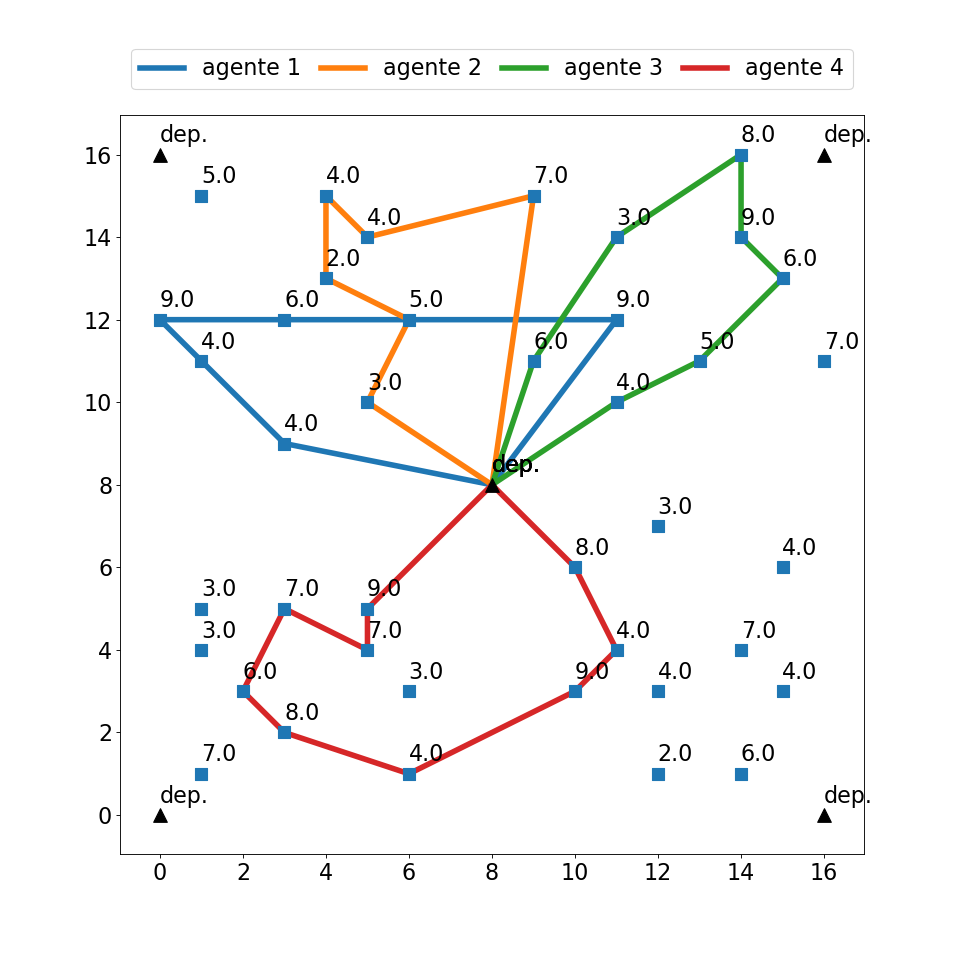 agente 1 agente 2 agente 3 agente 4
dep. 8.0 dep.
16
5.0 4.0 7.0
4.0 3.0 9.0
14
2.0 6.0
9.0 6.0 5.0 9.0
12
4.0 6.0 5.0 7.0
3.0 4.0
10
4.0
dep.
8
3.0
8.0 4.0
6
3.0 7.0 9.0
3.0 7.0 4.0 7.0
4
6.0 3.0 9.0 4.0 4.0
8.0
2
7.0 4.0 2.0 6.0
dep. dep.
0
0 2 4 6 8 10 12 14 16